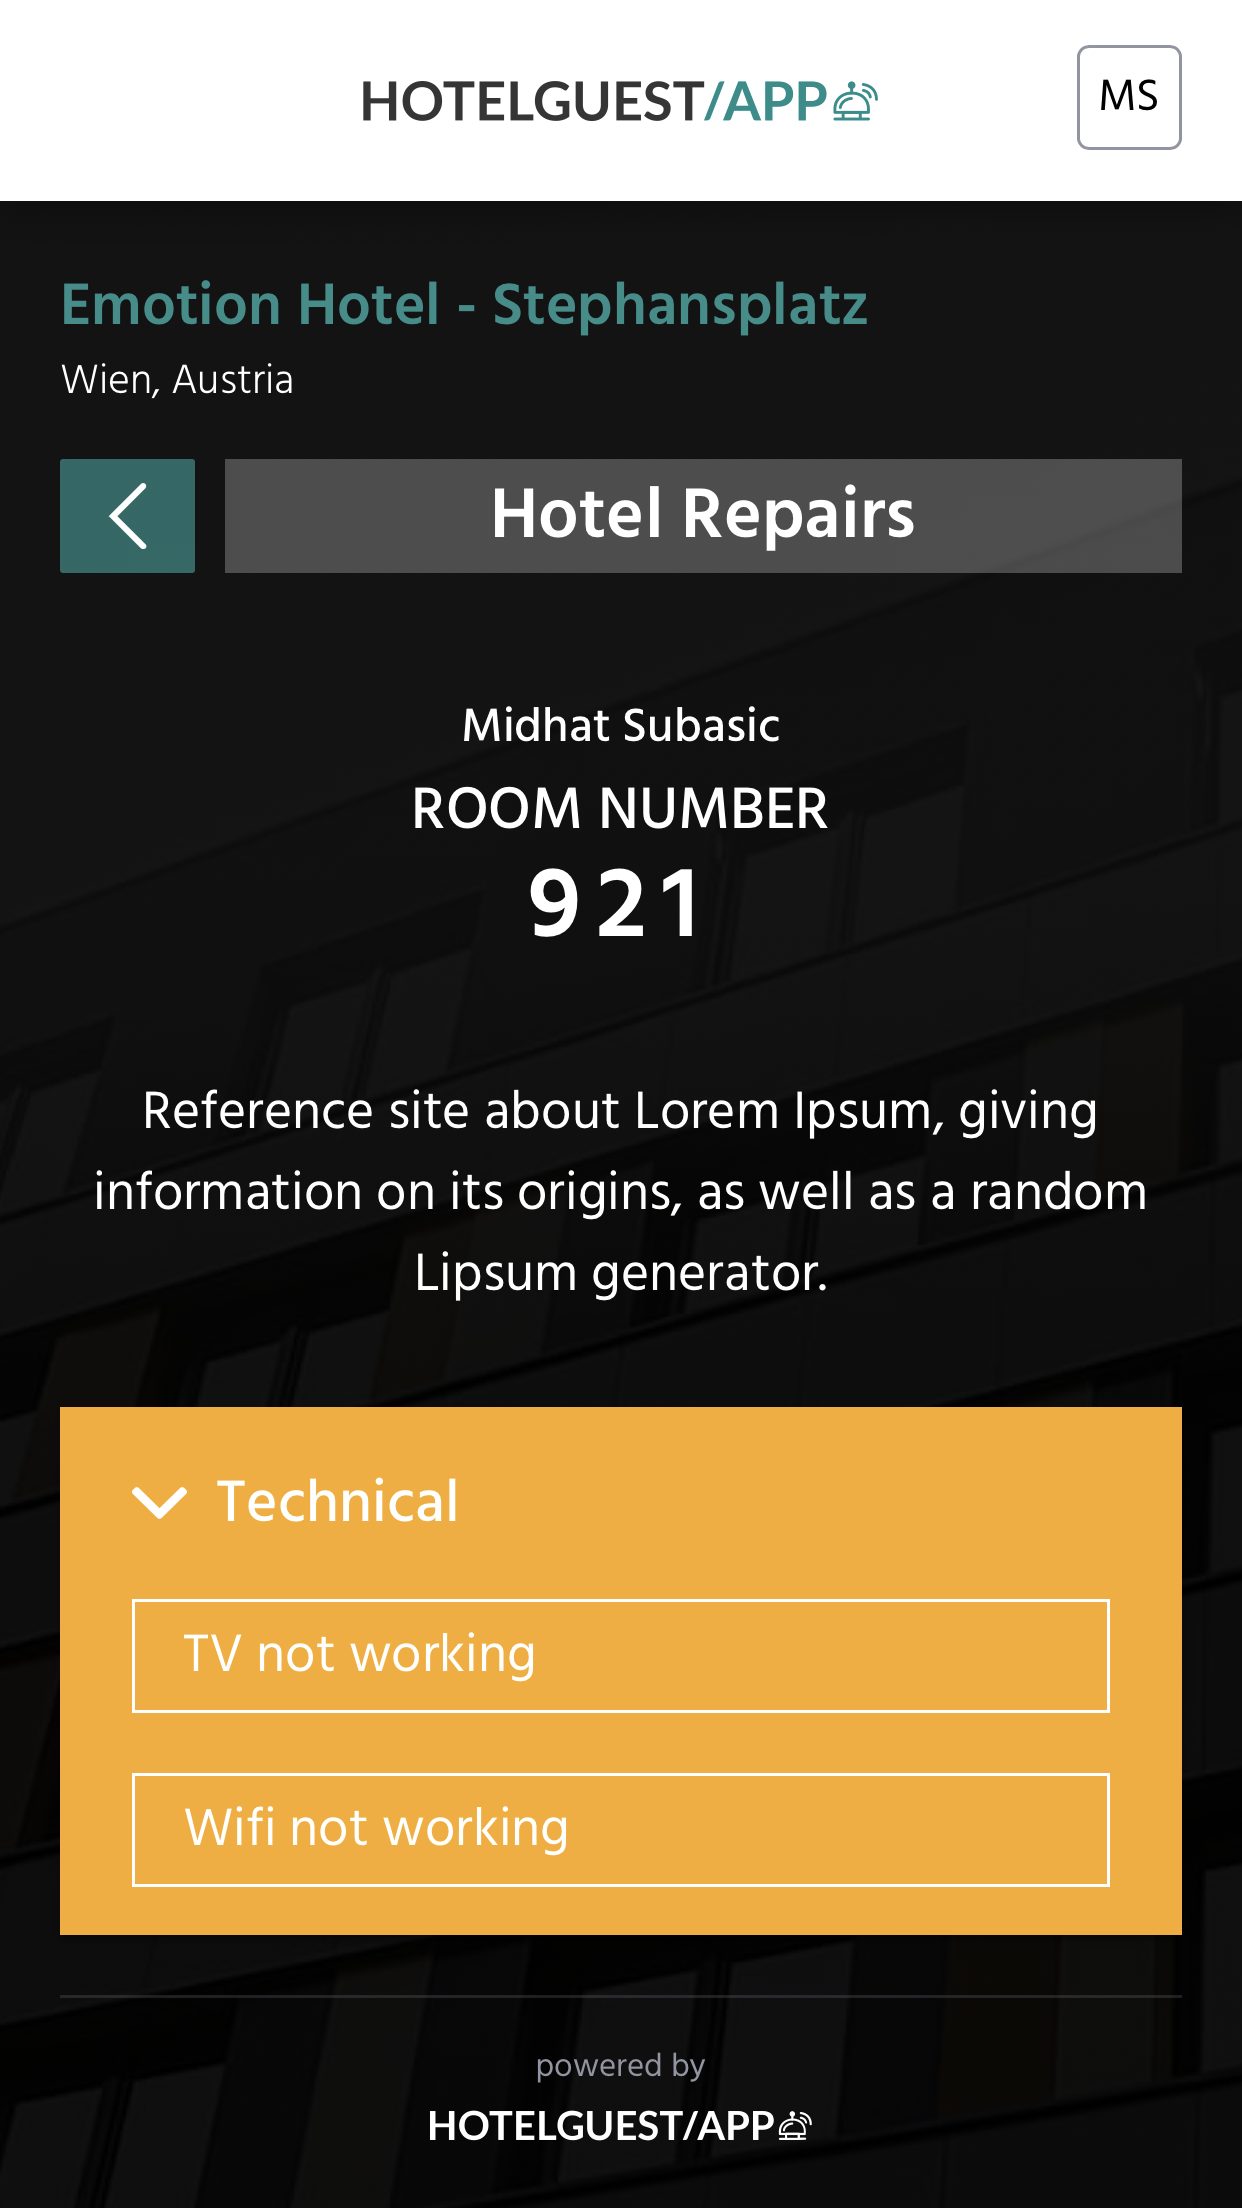 HOTELGUEST/APP
MS
Emotion Hotel - Stephansplatz
Wien, Austria
Hotel Repairs
Midhat Subasic
ROOM NUMBER
921
Reference site about Lorem Ipsum, giving
information on its origins, as well as a random
Lipsum generator.
Technical
TV not working
Wifi not working
powered by
HOTELGUEST/APP